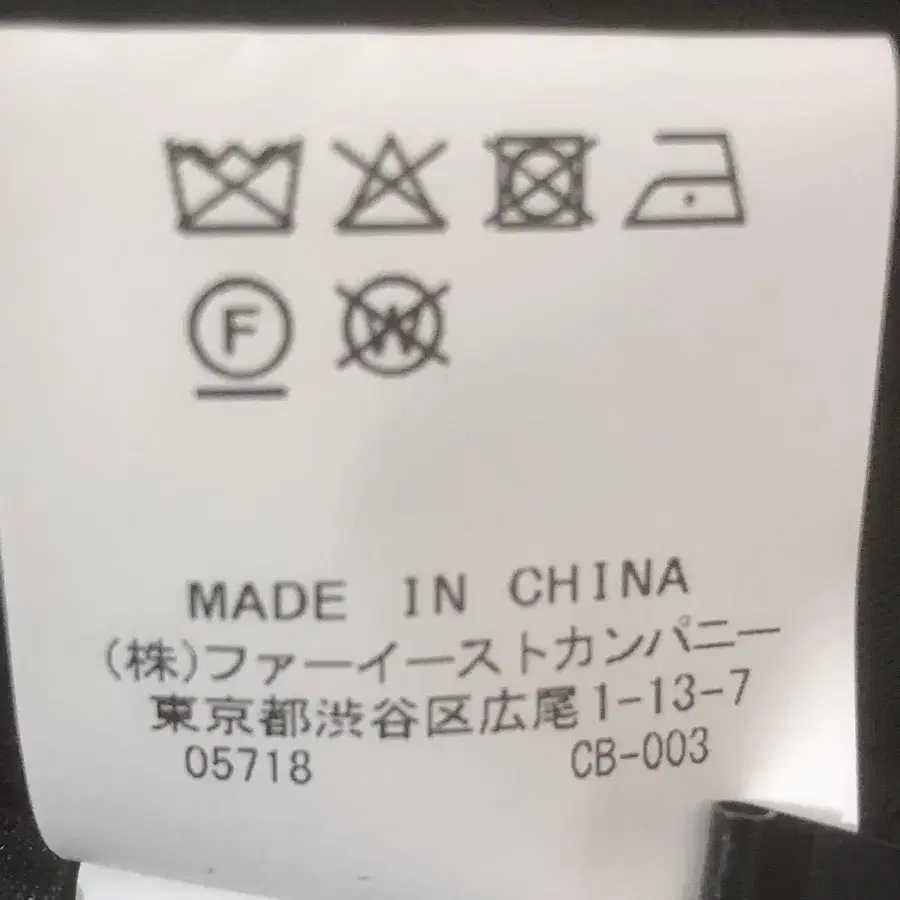 F W
MADE IN CHINA
(株)ファーイーストカンパニー
東京都渋谷区広尾1-13-7
05718 CB-003